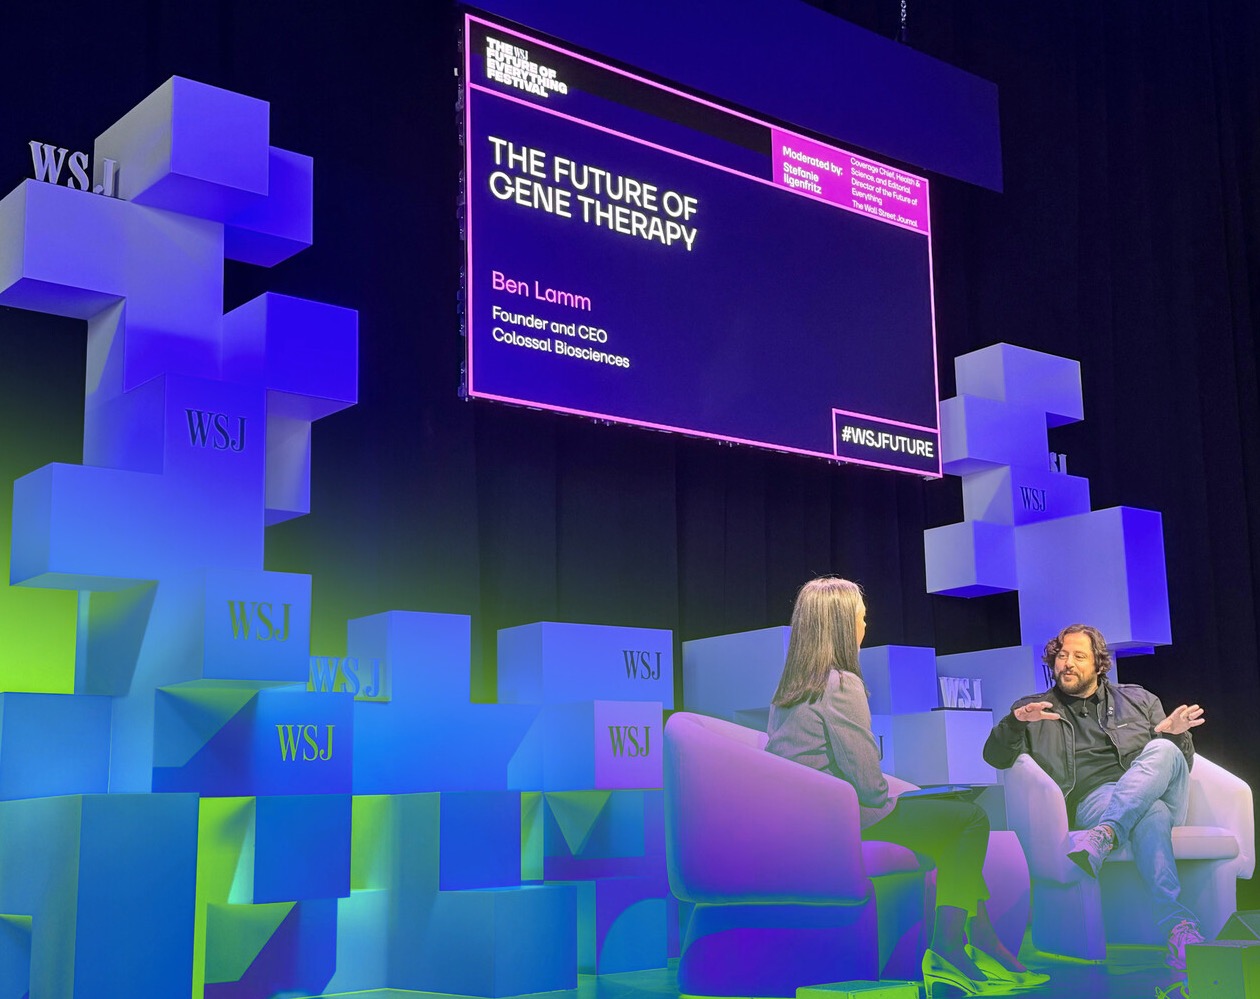 THE WSJ
FUTURE OF
EVERYTHING
FESTIVAL
Moderated by:
Stefanie
Ilgenfritz
Coverage Chief, Health &
Science, and Editorial
Director of the Future of
Everything
The Wall Street Journal
THE FUTURE OF
GENE THERAPY
Ben Lamm
Founder and CEO
Colossal Biosciences
#WSJFUTURE
WSJ
WSJ
WSJ
WSJ
WSJ
WSJ
WSJ
WSJ
WSJ